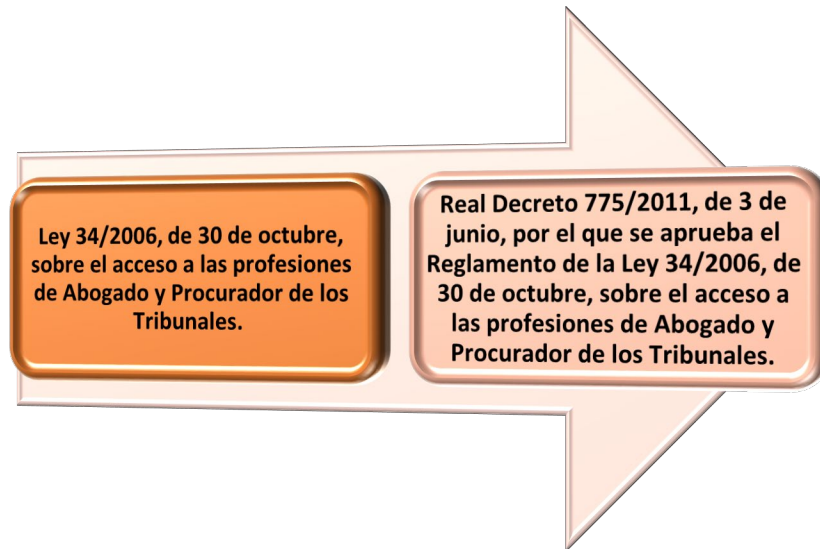 Ley 34/2006, de 30 de octubre,
sobre el acceso a las profesiones
de Abogado y Procurador de los
Tribunales.
Real Decreto 775/2011, de 3 de
junio, por el que se aprueba el
Reglamento de la Ley 34/2006, de
30 de octubre, sobre el acceso a
las profesiones de Abogado y
Procurador de los Tribunales.